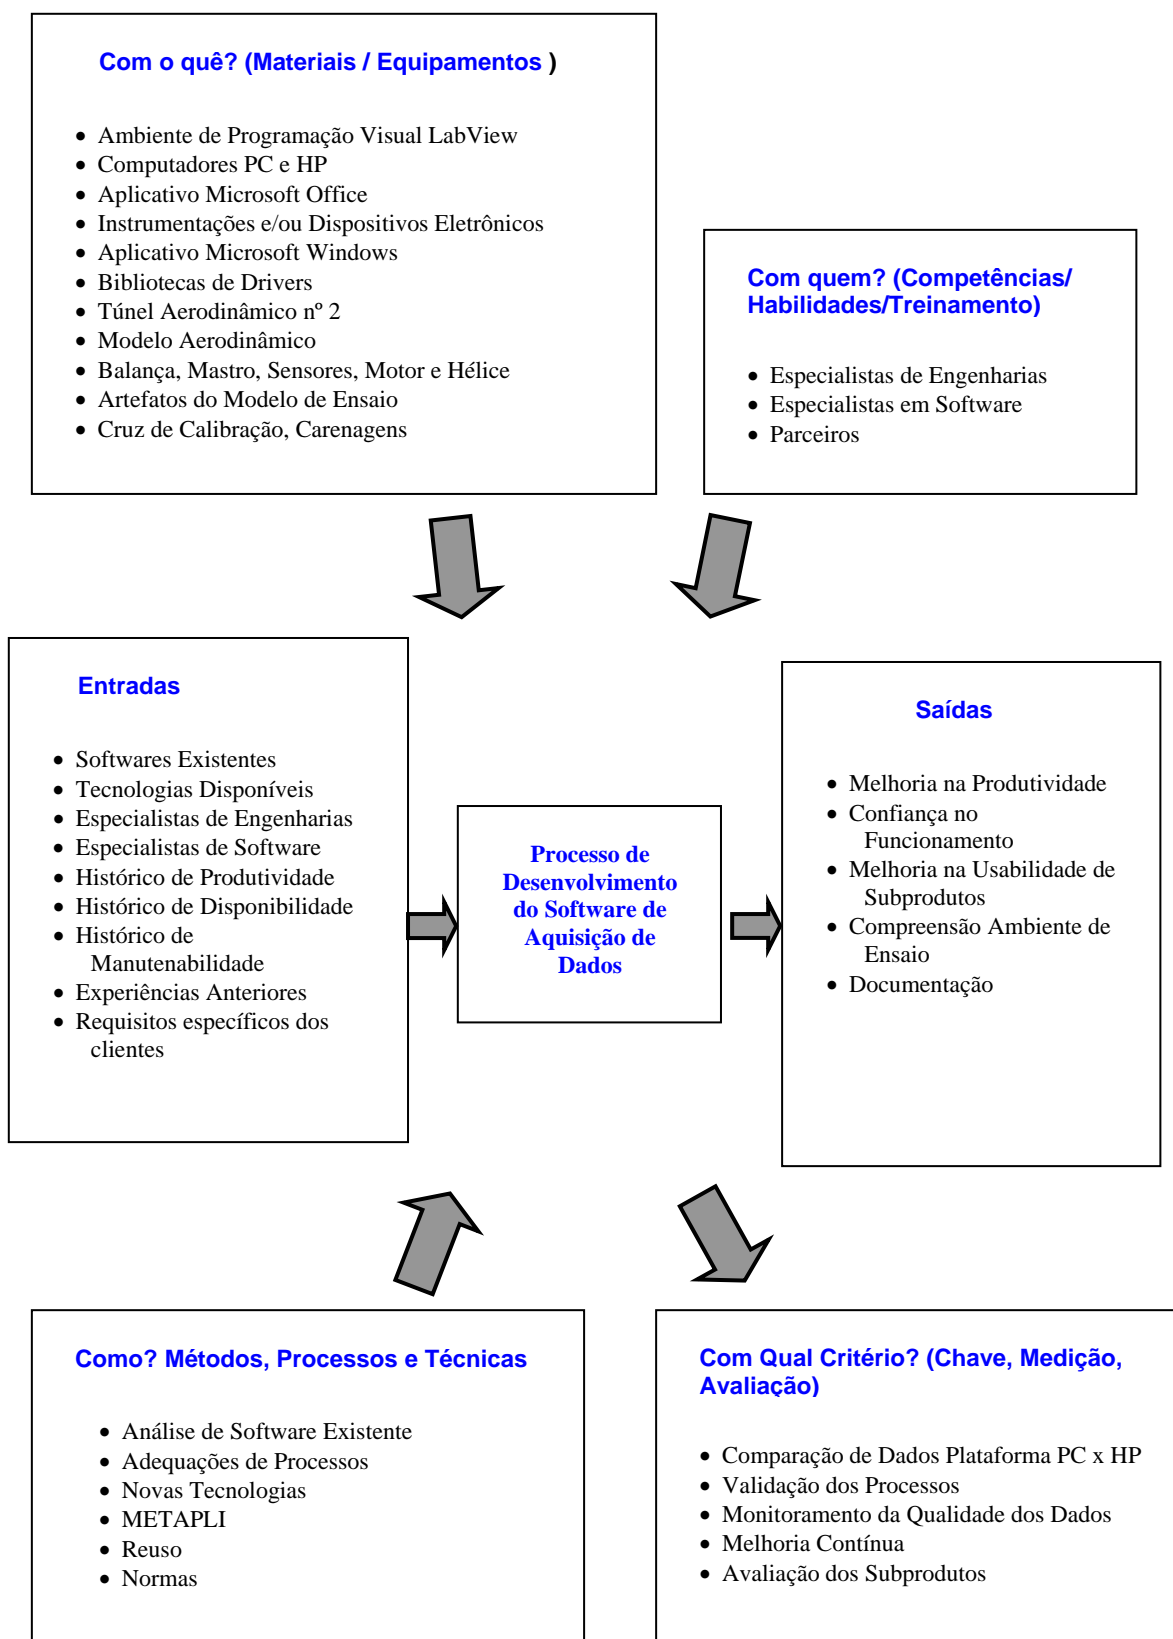 Com o quê? (Materiais / Equipamentos )
• Ambiente de Programação Visual LabView
• Computadores PC e HP
• Aplicativo Microsoft Office
• Instrumentações e/ou Dispositivos Eletrônicos
• Aplicativo Microsoft Windows
• Bibliotecas de Drivers
• Túnel Aerodinâmico nº 2
• Modelo Aerodinâmico
• Balança, Mastro, Sensores, Motor e Hélice
• Artefatos do Modelo de Ensaio
• Cruz de Calibração, Carenagens
Com quem? (Competências/
Habilidades/Treinamento)
• Especialistas de Engenharias
• Especialistas em Software
• Parceiros
Entradas
• Softwares Existentes
• Tecnologias Disponíveis
• Especialistas de Engenharias
• Especialistas de Software
• Histórico de Produtividade
• Histórico de Disponibilidade
• Histórico de
Manutenabilidade
• Experiências Anteriores
• Requisitos específicos dos
clientes
Processo de
Desenvolvimento
do Software de
Aquisição de
Dados
Saídas
• Melhoria na Produtividade
• Confiança no
Funcionamento
• Melhoria na Usabilidade de
Subprodutos
• Compreensão Ambiente de
Ensaio
• Documentação
Como? Métodos, Processos e Técnicas
• Análise de Software Existente
• Adequações de Processos
• Novas Tecnologias
• METAPLI
• Reuso
• Normas
Com Qual Critério? (Chave, Medição,
Avaliação)
• Comparação de Dados Plataforma PC x HP
• Validação dos Processos
• Monitoramento da Qualidade dos Dados
• Melhoria Contínua
• Avaliação dos Subprodutos